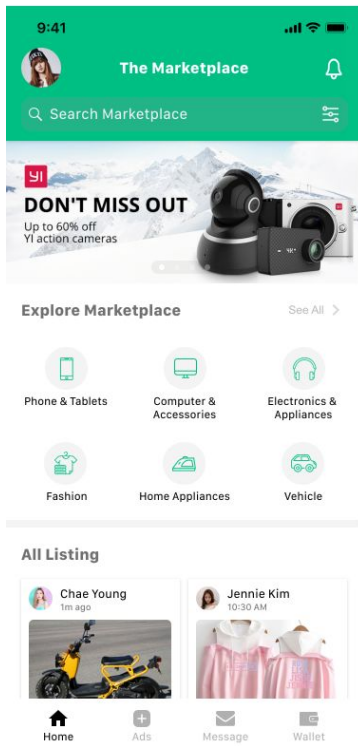 9:41
The Marketplace
Search Marketplace
YI
DON'T MISS OUT
Up to 60% off
YI action cameras
Explore Marketplace
See All
Phone & Tablets
Computer &
Accessories
Electronics &
Appliances
Fashion
Home Appliances
Vehicle
All Listing
Chae Young
1m ago
Jennie Kim
10:30 AM
Home
Ads
Message
Wallet